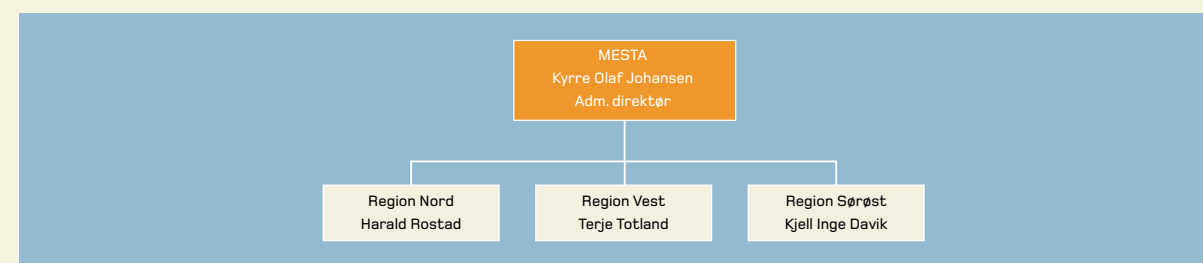 MESTA
Kyrre Olaf Johansen
Adm. direktør
Region Nord
Harald Rostad
Region Vest
Terje Totland
Region Sørøst
Kjell Inge Davik